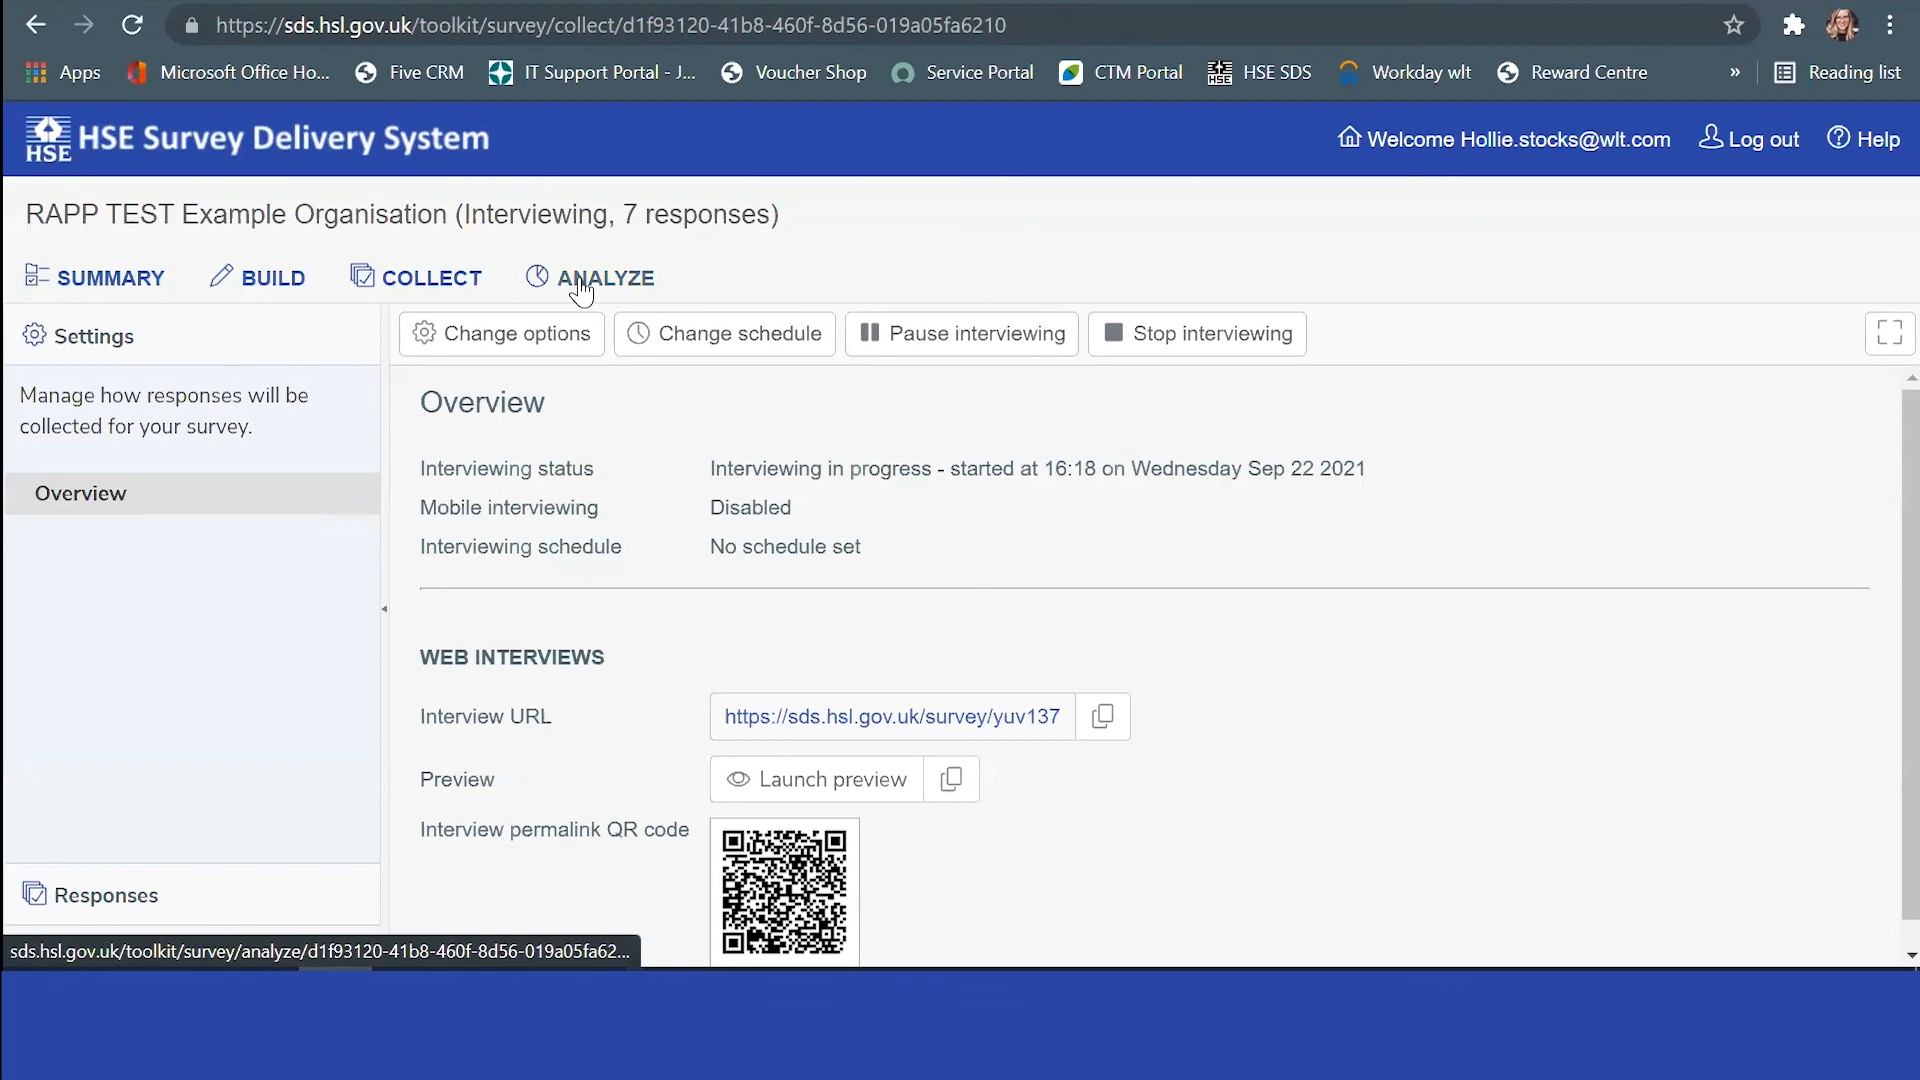 https://sds.hsl.gov.uk/toolkit/survey/collect/d1f93120-41b8-460f-8d56-019a05fa6210
Apps Microsoft Office Ho... Five CRM IT Support Portal - J... Voucher Shop Service Portal CTM Portal HSE HSE SDS Workday wlt Reward Centre » Reading list
HSE HSE Survey Delivery System Welcome Hollie.stocks@wlt.com Log out Help
RAPP TEST Example Organisation (Interviewing, 7 responses)
SUMMARY BUILD COLLECT ANALYZE
Settings
Change options Change schedule Pause interviewing Stop interviewing
Manage how responses will be
collected for your survey.
Overview
Responses
Overview
Interviewing status Interviewing in progress - started at 16:18 on Wednesday Sep 22 2021
Mobile interviewing Disabled
Interviewing schedule No schedule set
WEB INTERVIEWS
Interview URL https://sds.hsl.gov.uk/survey/yuv137
Preview Launch preview
Interview permalink QR code
sds.hsl.gov.uk/toolkit/survey/analyze/d1f93120-41b8-460f-8d56-019a05fa62...